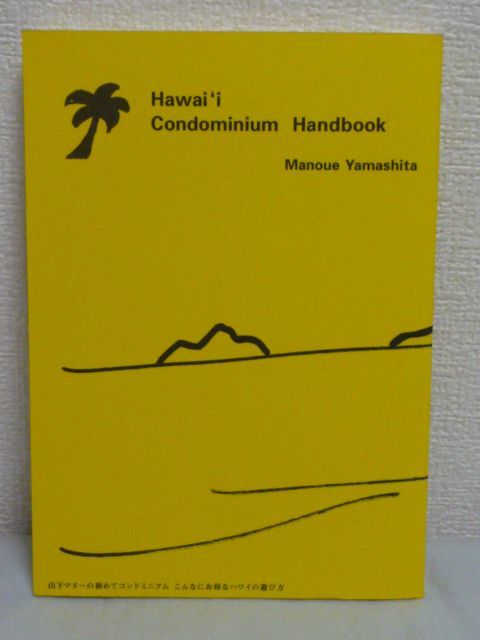 Hawai‘i
Condominium Handbook
Manoue Yamashita
山下マヌーの初めてコンドミニアム こんなにお得なハワイの遊び方